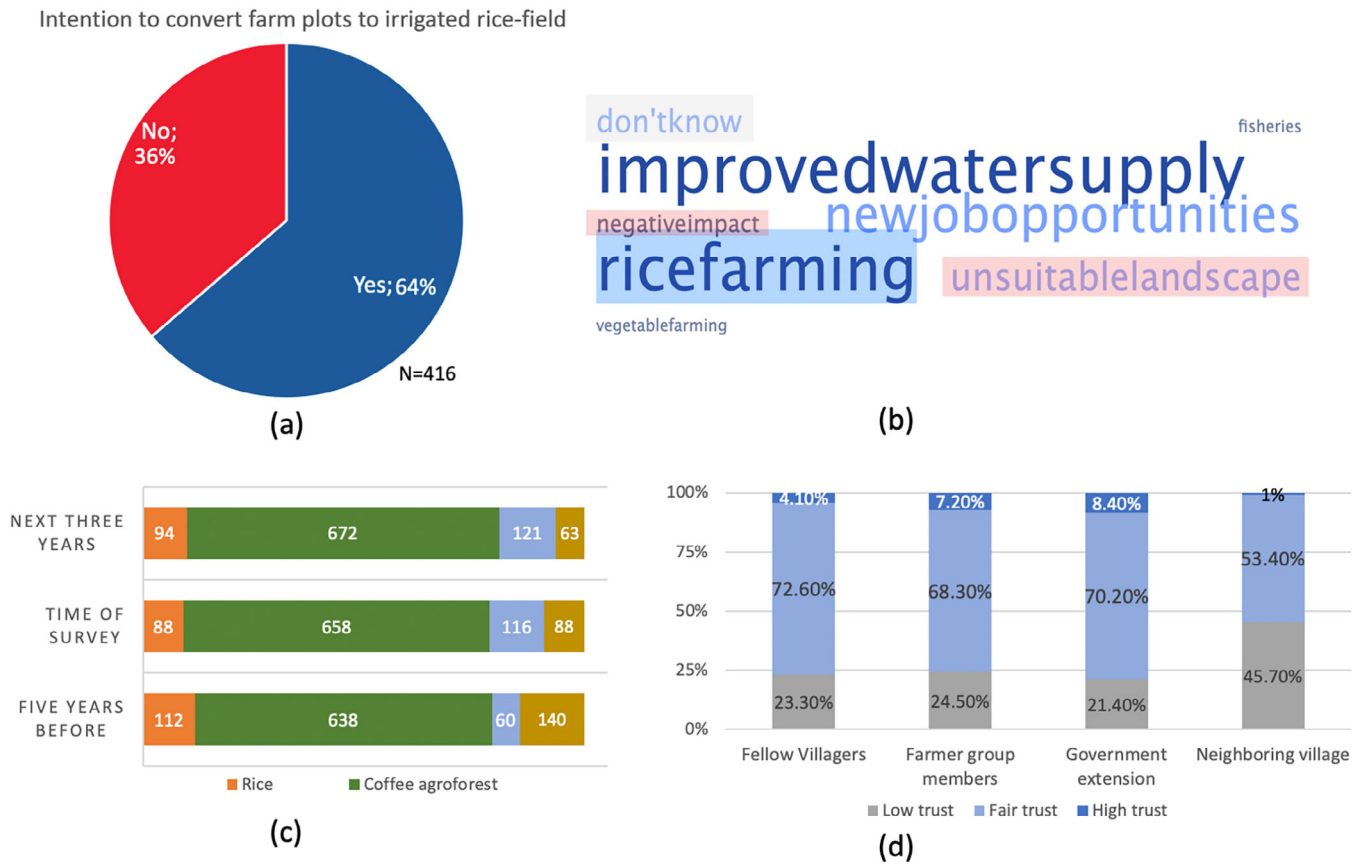 Intention to convert farm plots to irrigated rice-field
No;
36%
Yes; 64%
N=416
(a)
don'tknow
fisheries
improvedwatersupply
negativeimpact
newjobopportunities
ricefarming
unsuitablelandscape
vegetablefarming
(b)
NEXT THREE
YEARS
94 672 121 63
TIME OF
SURVEY
88 658 116 88
FIVE YEARS
BEFORE
112 638 60 140
Rice Coffee agroforest
(c)
100%
75%
50%
25%
0%
4.10% 7.20% 8.40% 1%
72.60% 68.30% 70.20% 53.40%
23.30% 24.50% 21.40% 45.70%
Fellow Villagers
Farmer group
members
Government
extension
Neighboring village
Low trust Fair trust High trust
(d)